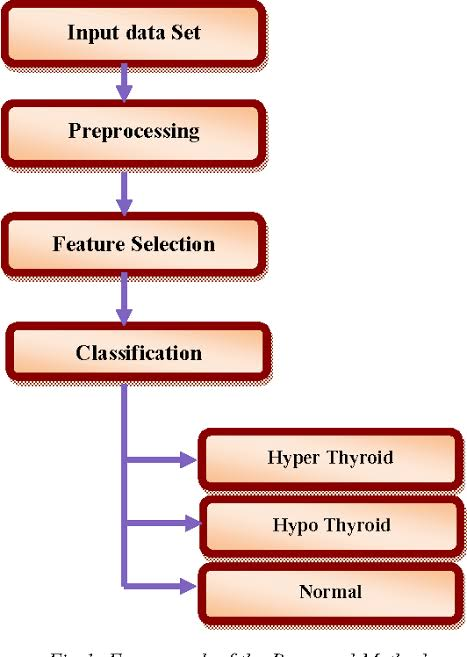 Input data Set
Preprocessing
Feature Selection
Classification
Hyper Thyroid
Hypo Thyroid
Normal